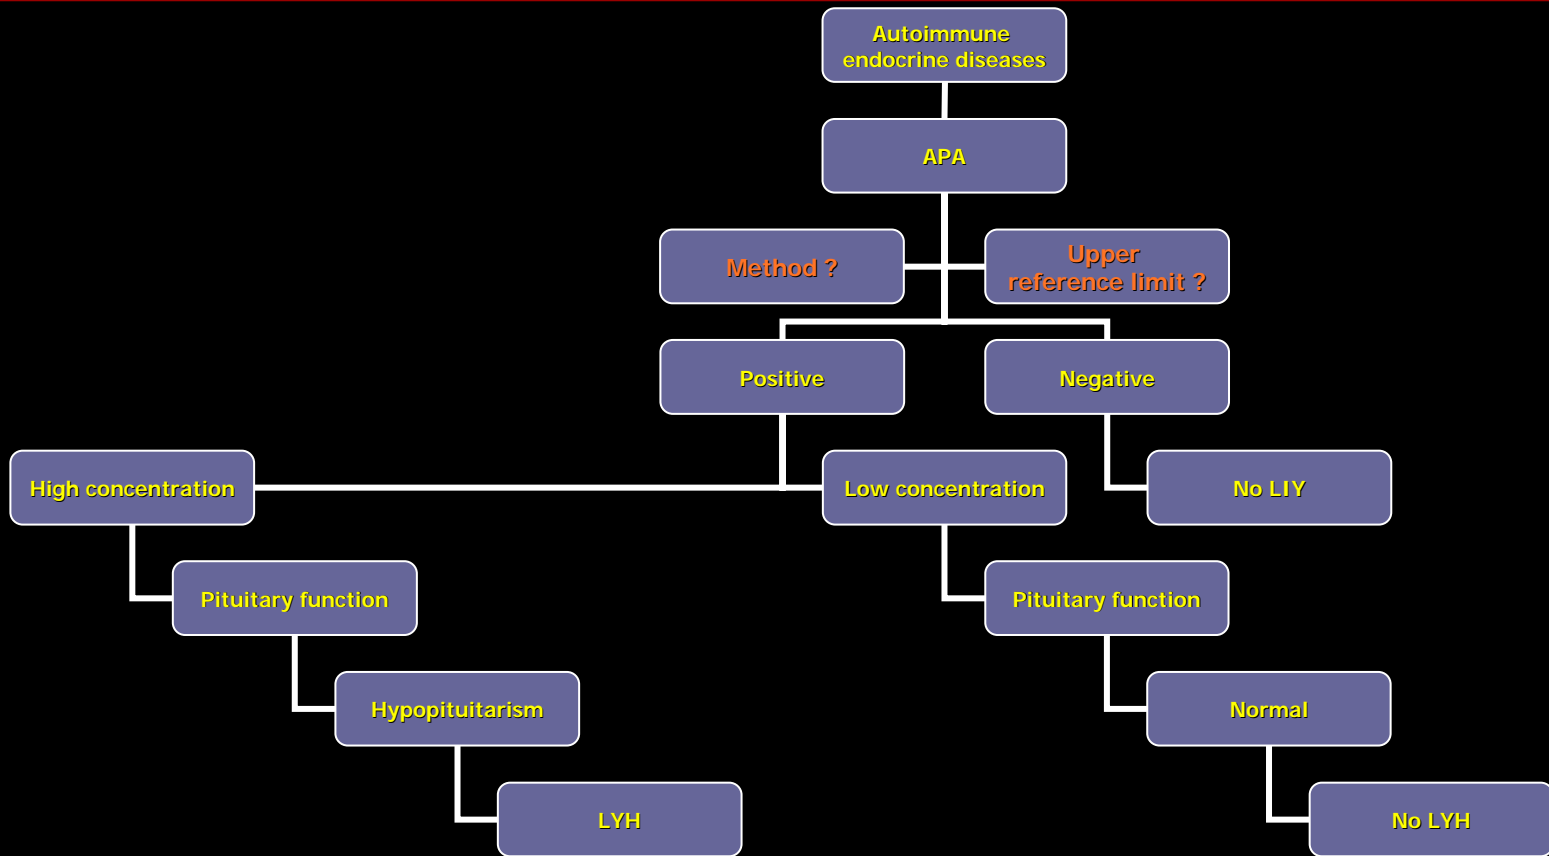 Autoimmune
endocrine diseases
APA
Method ?
Upper
reference limit ?
Positive
Negative
High concentration
Low concentration
No LIY
Pituitary function
Pituitary function
Hypopituitarism
Normal
LYH
No LYH